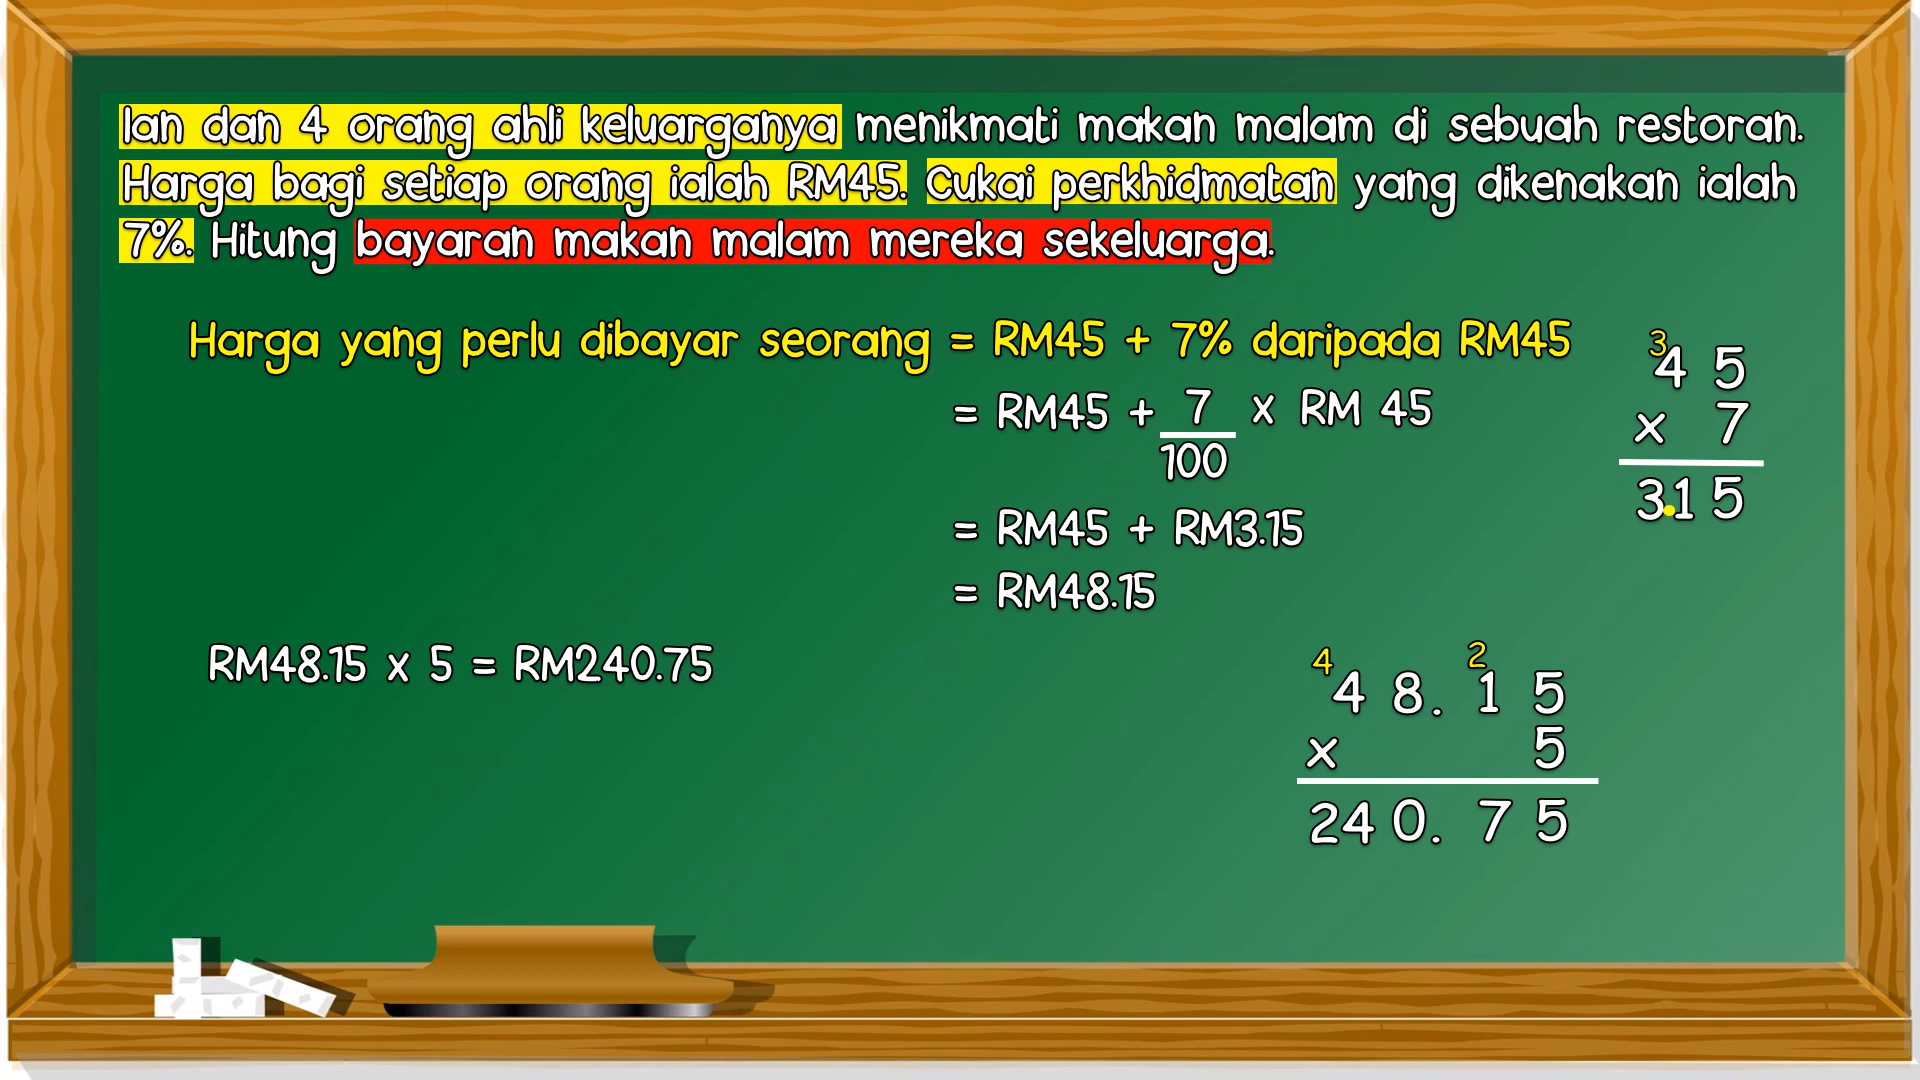 Ian dan 4 orang ahli keluarganya menikmati makan malam di sebuah restoran.
Harga bagi setiap orang ialah RM45. Cukai perkhidmatan yang dikenakan ialah
7%. Hitung bayaran makan malam mereka sekeluarga.
Harga yang perlu dibayar seorang = RM45 + 7% daripada RM45
= RM45 + 7/100 x RM 45
= RM45 + RM3.15
= RM48.15
3
4 5
x 7
3.1 5
RM48.15 x 5 = RM240.75
4 2
4 8. 1 5
x 5
24 0. 7 5